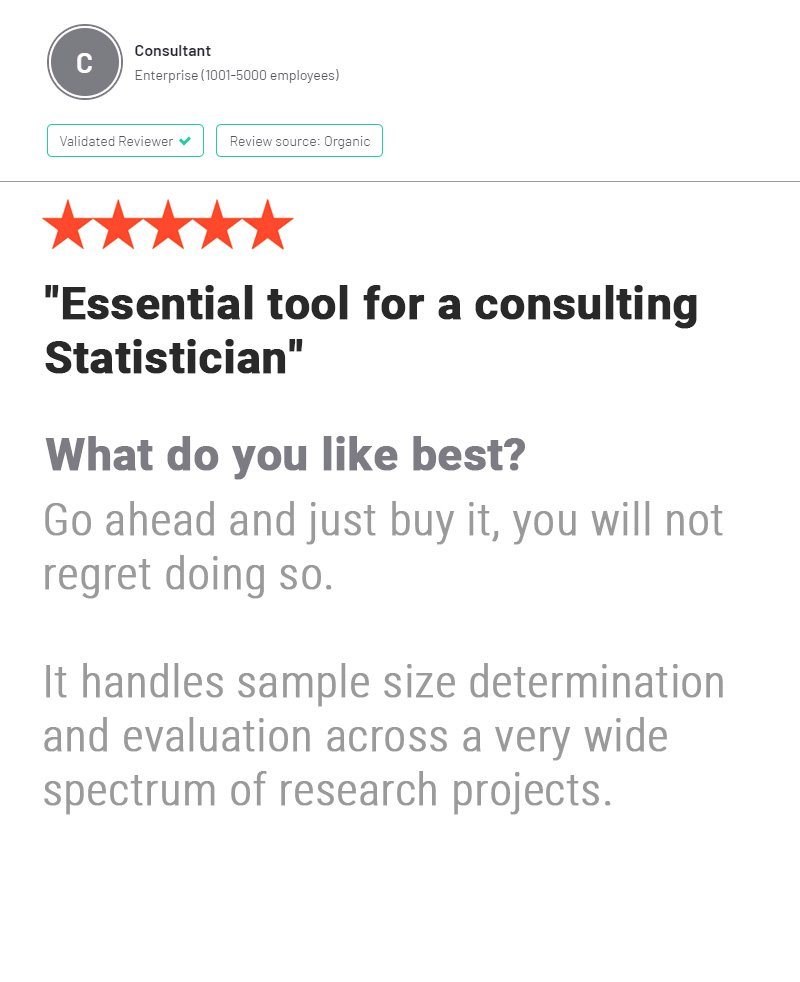 C
Consultant
Enterprise (1001-5000 employees)
Validated Reviewer
Review source: Organic
"Essential tool for a consulting
Statistician"
What do you like best?
Go ahead and just buy it, you will not
regret doing so.
It handles sample size determination
and evaluation across a very wide
spectrum of research projects.